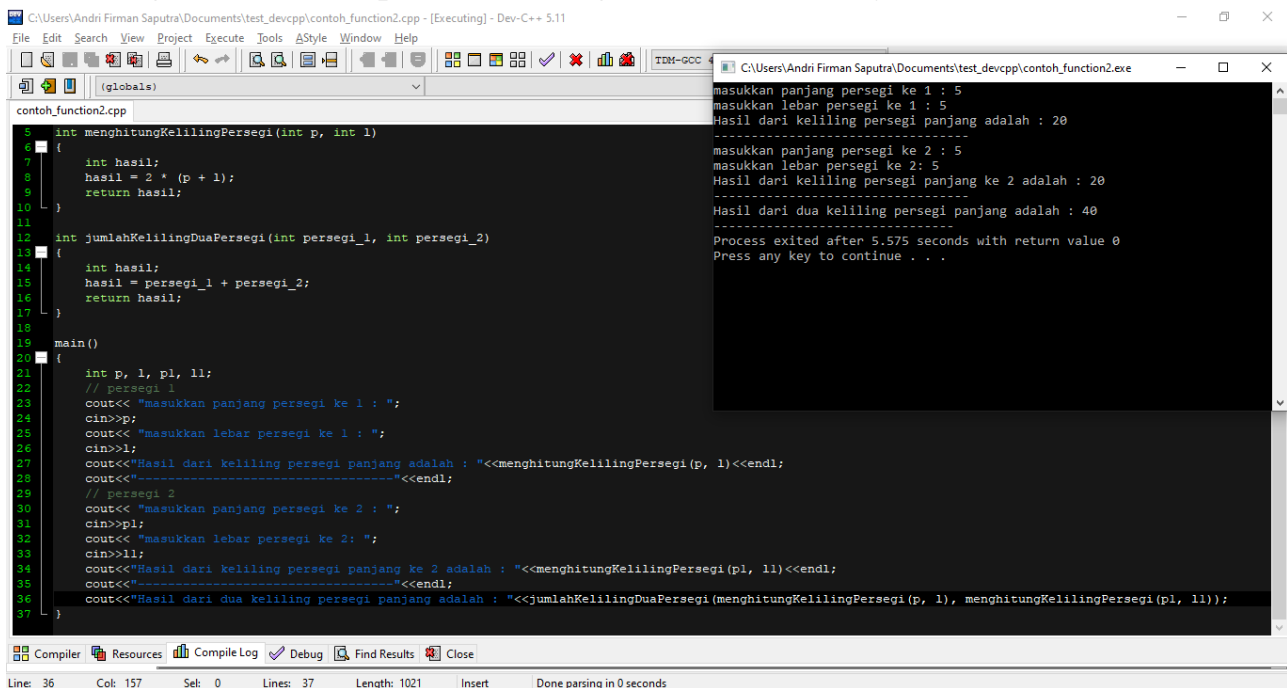 C:\Users\Andri Firman Saputra\Documents\test_devcpp\contoh_function2.cpp - [Executing] - Dev-C++ 5.11
File Edit Search View Project Execute Tools AStyle Window Help
TDM-GCC 4
(globals)
contoh_function2.cpp
5 int menghitungKelilingPersegi(int p, int l)
6 {
7 int hasil;
8 hasil = 2 * (p + l);
9 return hasil;
10 }
11
12 int jumlahKelilingDuaPersegi(int persegi_1, int persegi_2)
13 {
14 int hasil;
15 hasil = persegi_1 + persegi_2;
16 return hasil;
17 }
18
19 main()
20 {
21 int p, l, p1, l1;
22 // persegi 1
23 cout<< "masukkan panjang persegi ke 1 : ";
24 cin>>p;
25 cout<< "masukkan lebar persegi ke 1 : ";
26 cin>>l;
27 cout<<"Hasil dari keliling persegi panjang adalah : "<<menghitungKelilingPersegi(p, l)<<endl;
28 cout<<"----------------------------------"<<endl;
29 // persegi 2
30 cout<< "masukkan panjang persegi ke 2 : ";
31 cin>>p1;
32 cout<< "masukkan lebar persegi ke 2: ";
33 cin>>l1;
34 cout<<"Hasil dari keliling persegi panjang ke 2 adalah : "<<menghitungKelilingPersegi(p1, l1)<<endl;
35 cout<<"----------------------------------"<<endl;
36 cout<<"Hasil dari dua keliling persegi panjang adalah : "<<jumlahKelilingDuaPersegi(menghitungKelilingPersegi(p, l), menghitungKelilingPersegi(p1, l1));
37 }
C:\Users\Andri Firman Saputra\Documents\test_devcpp\contoh_function2.exe
masukkan panjang persegi ke 1 : 5
masukkan lebar persegi ke 1 : 5
Hasil dari keliling persegi panjang adalah : 20
----------------------------------
masukkan panjang persegi ke 2 : 5
masukkan lebar persegi ke 2: 5
Hasil dari keliling persegi panjang ke 2 adalah : 20
----------------------------------
Hasil dari dua keliling persegi panjang adalah : 40
--------------------------------
Process exited after 5.575 seconds with return value 0
Press any key to continue . . .
Compiler Resources Compile Log Debug Find Results Close
Line: 36 Col: 157 Sel: 0 Lines: 37 Length: 1021 Insert Done parsing in 0 seconds